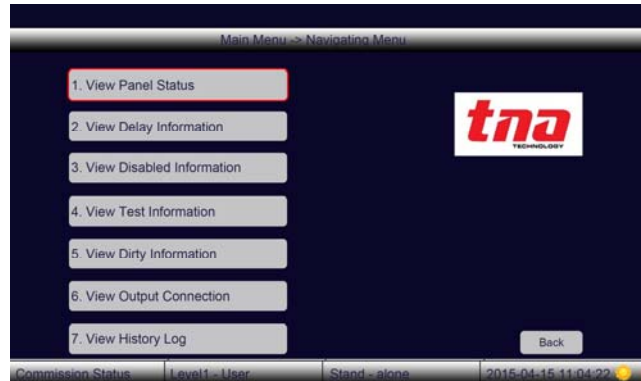 Main Menu -> Navigating Menu
1. View Panel Status
2. View Delay Information
3. View Disabled Information
4. View Test Information
5. View Dirty Information
6. View Output Connection
7. View History Log
tna
TECHNOLOGY
Back
Commission Status
Level1 - User
Stand - alone
2015-04-15 11:04:22